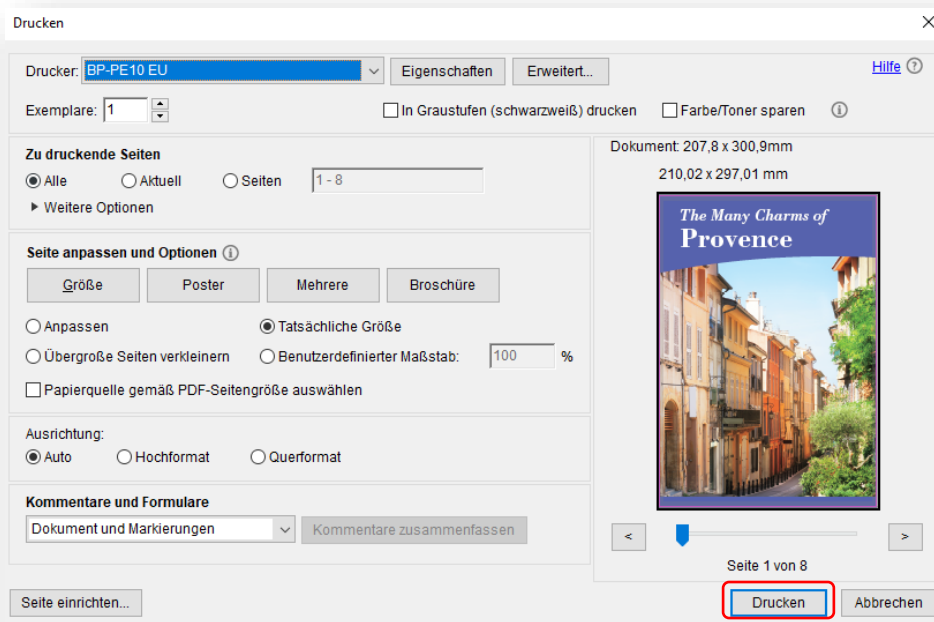 Drucken
Drucker: BP-PE10 EU Eigenschaften Erweitert... Hilfe ?
Exemplare: 1 In Graustufen (schwarzweiß) drucken Farbe/Toner sparen i
Zu druckende Seiten
Alle Aktuell Seiten 1 - 8
Weitere Optionen
Seite anpassen und Optionen i
Größe Poster Mehrere Broschüre
Anpassen Tatsächliche Größe
Übergroße Seiten verkleinern Benutzerdefinierter Maßstab: 100 %
Papierquelle gemäß PDF-Seitengröße auswählen
Ausrichtung:
Auto Hochformat Querformat
Kommentare und Formulare
Dokument und Markierungen Kommentare zusammenfassen
Dokument: 207,8 x 300,9mm
210,02 x 297,01 mm
The Many Charms of
Provence
< >
Seite 1 von 8
Seite einrichten... Drucken Abbrechen